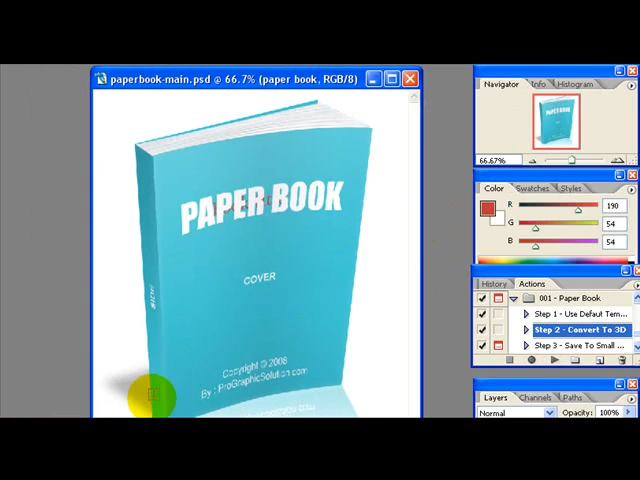 paperbook-main.psd @ 66.7% (paper book, RGB/8)
PAPER BOOK
COVER
Copyright © 2008
By : ProGraphicSolution.com
Navigator Info Histogram
66.67%
Color Swatches Styles
R 190
G 54
B 54
History Actions
001 - Paper Book
Step 1 - Use Defaut Tem...
Step 2 - Convert To 3D
Step 3 - Save To Small ...
Layers Channels Paths
Normal Opacity: 100%